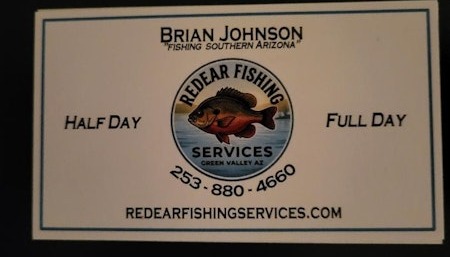 BRIAN JOHNSON
"FISHING SOUTHERN ARIZONA"
REDEAR FISHING
HALF DAY
FULL DAY
SERVICES
GREEN VALLEY AZ
253-880-4660
REDEARFISHINGSERVICES.COM